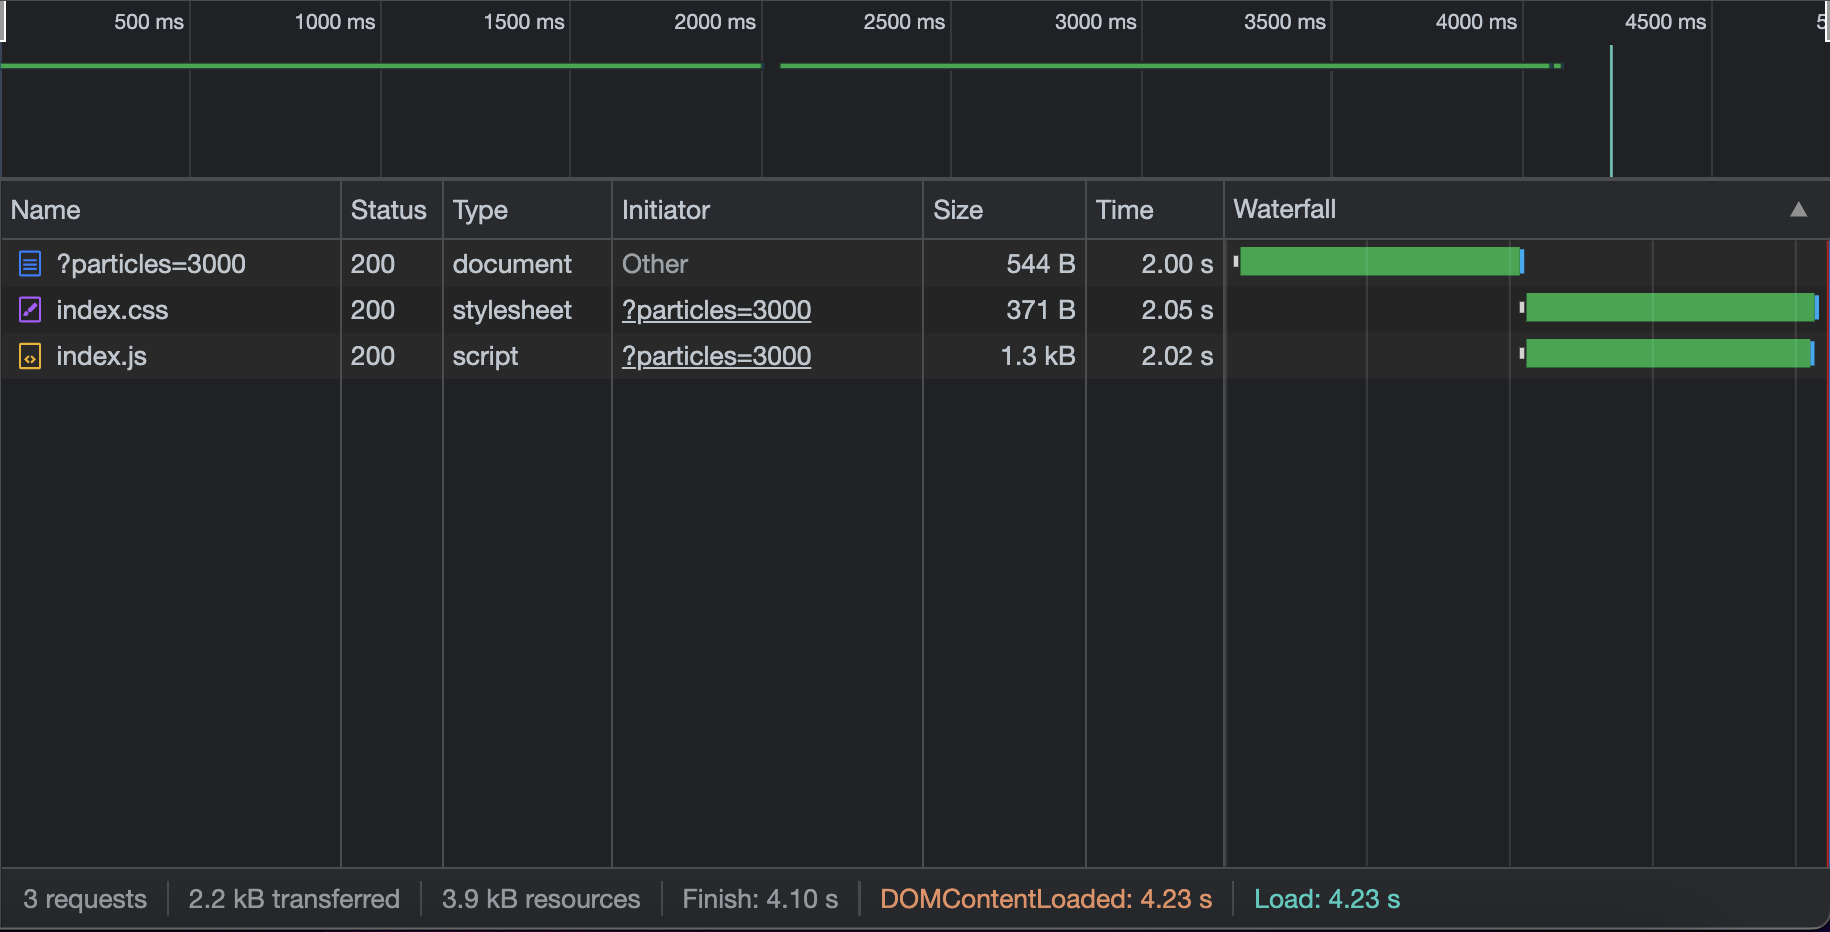 500 ms 1000 ms 1500 ms 2000 ms 2500 ms 3000 ms 3500 ms 4000 ms 4500 ms 5
Name Status Type Initiator Size Time Waterfall ▲
?particles=3000 200 document Other 544 B 2.00 s
index.css 200 stylesheet ?particles=3000 371 B 2.05 s
index.js 200 script ?particles=3000 1.3 kB 2.02 s
3 requests 2.2 kB transferred 3.9 kB resources Finish: 4.10 s DOMContentLoaded: 4.23 s Load: 4.23 s